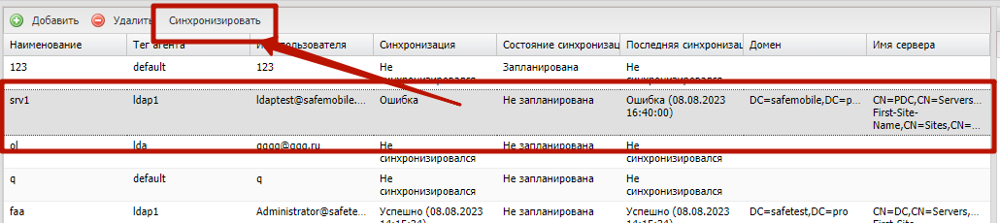 Добавить Удалить Синхронизировать
Наименование Тег агента пользователя Синхронизация Состояние синхронизац Последняя синхронизац Домен Имя сервера
123 default 123 Не Запланирована Не
синхронизировался синхронизировался
srv1 ldap1 ldaptest@safemobile.... Ошибка Не запланирована Ошибка (08.08.2023 DC=safemobile,DC=p... CN=PDC,CN=Servers...
16:40:00) First-Site-
Name,CN=Sites,CN=...
ol lda gggg@ggg.ru Не Не запланирована Не
синхронизировался синхронизировался
q default q Не Не запланирована Не
синхронизировался синхронизировался
faa ldap1 Administrator@safete... Успешно (08.08.2023 Не запланирована Успешно (08.08.2023 DC=safetest,DC=pro CN=DC,CN=Servers,
14:15:24) 14:15:24) First-Site-